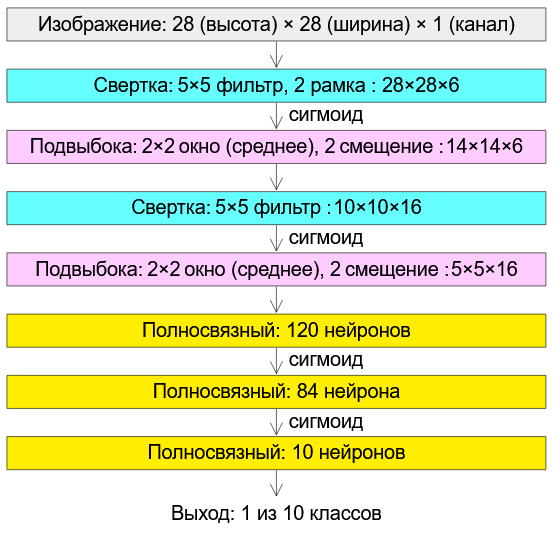 Изображение: 28 (высота) × 28 (ширина) × 1 (канал)
Свертка: 5×5 фильтр, 2 рамка : 28×28×6
сигмоид
Подвыбока: 2×2 окно (среднее), 2 смещение : 14×14×6
Свертка: 5×5 фильтр : 10×10×16
сигмоид
Подвыбока: 2×2 окно (среднее), 2 смещение : 5×5×16
Полносвязный: 120 нейронов
сигмоид
Полносвязный: 84 нейрона
сигмоид
Полносвязный: 10 нейронов
Выход: 1 из 10 классов